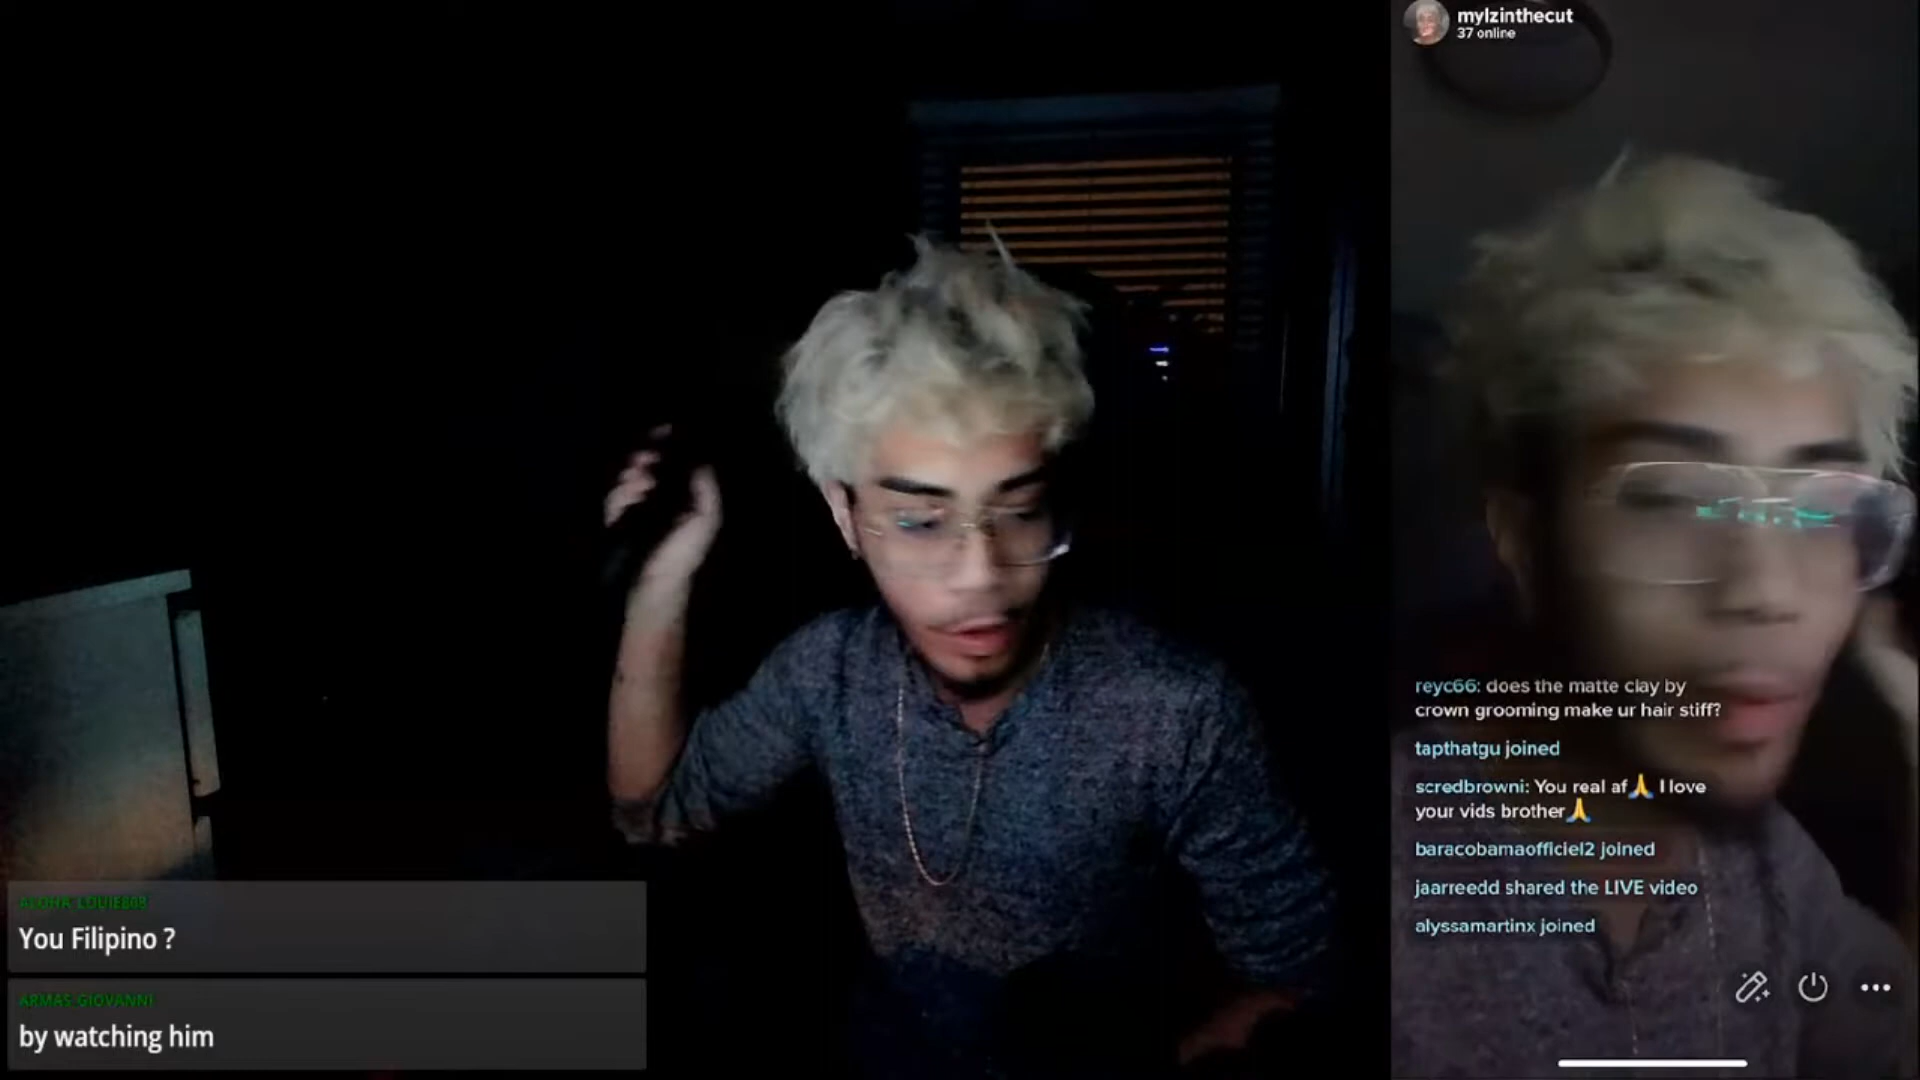 mylzinthecut
37 online
reyc66: does the matte clay by
crown grooming make ur hair stiff?
tapthatgu joined
scredbrowni: You real af🙏 I love
your vids brother🙏
baracobamaofficiel2 joined
jaarreedd shared the LIVE video
alyssamartinx joined
ALOHA_LOUIE808
You Filipino ?
ARMAS_GIOVANNI
by watching him